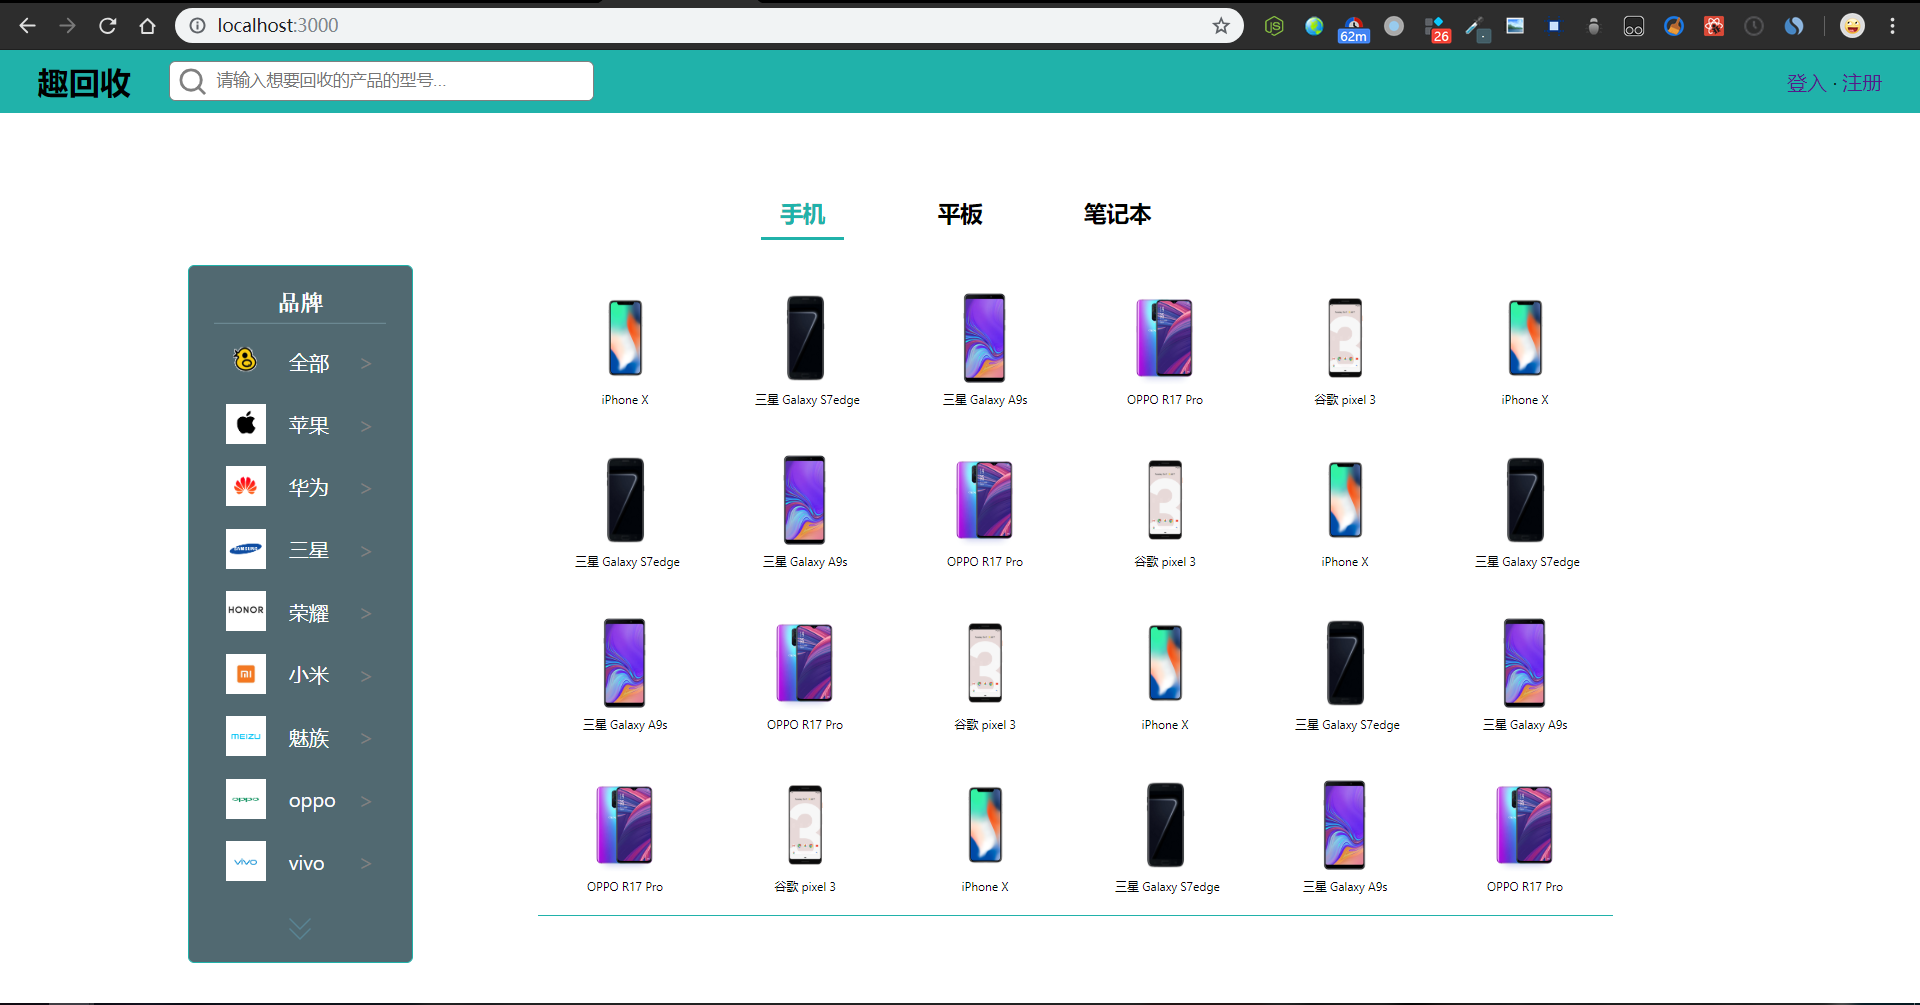 localhost:3000
62m
26
趣回收
请输入想要回收的产品的型号...
登入 · 注册
手机 平板 笔记本
品牌
全部 >
苹果 >
华为 >
SAMSUNG 三星 >
HONOR 荣耀 >
MI 小米 >
MEIZU 魅族 >
oppo oppo >
vivo vivo >
iPhone X 三星 Galaxy S7edge 三星 Galaxy A9s OPPO R17 Pro 谷歌 pixel 3 iPhone X
三星 Galaxy S7edge 三星 Galaxy A9s OPPO R17 Pro 谷歌 pixel 3 iPhone X 三星 Galaxy S7edge
三星 Galaxy A9s OPPO R17 Pro 谷歌 pixel 3 iPhone X 三星 Galaxy S7edge 三星 Galaxy A9s
OPPO R17 Pro 谷歌 pixel 3 iPhone X 三星 Galaxy S7edge 三星 Galaxy A9s OPPO R17 Pro